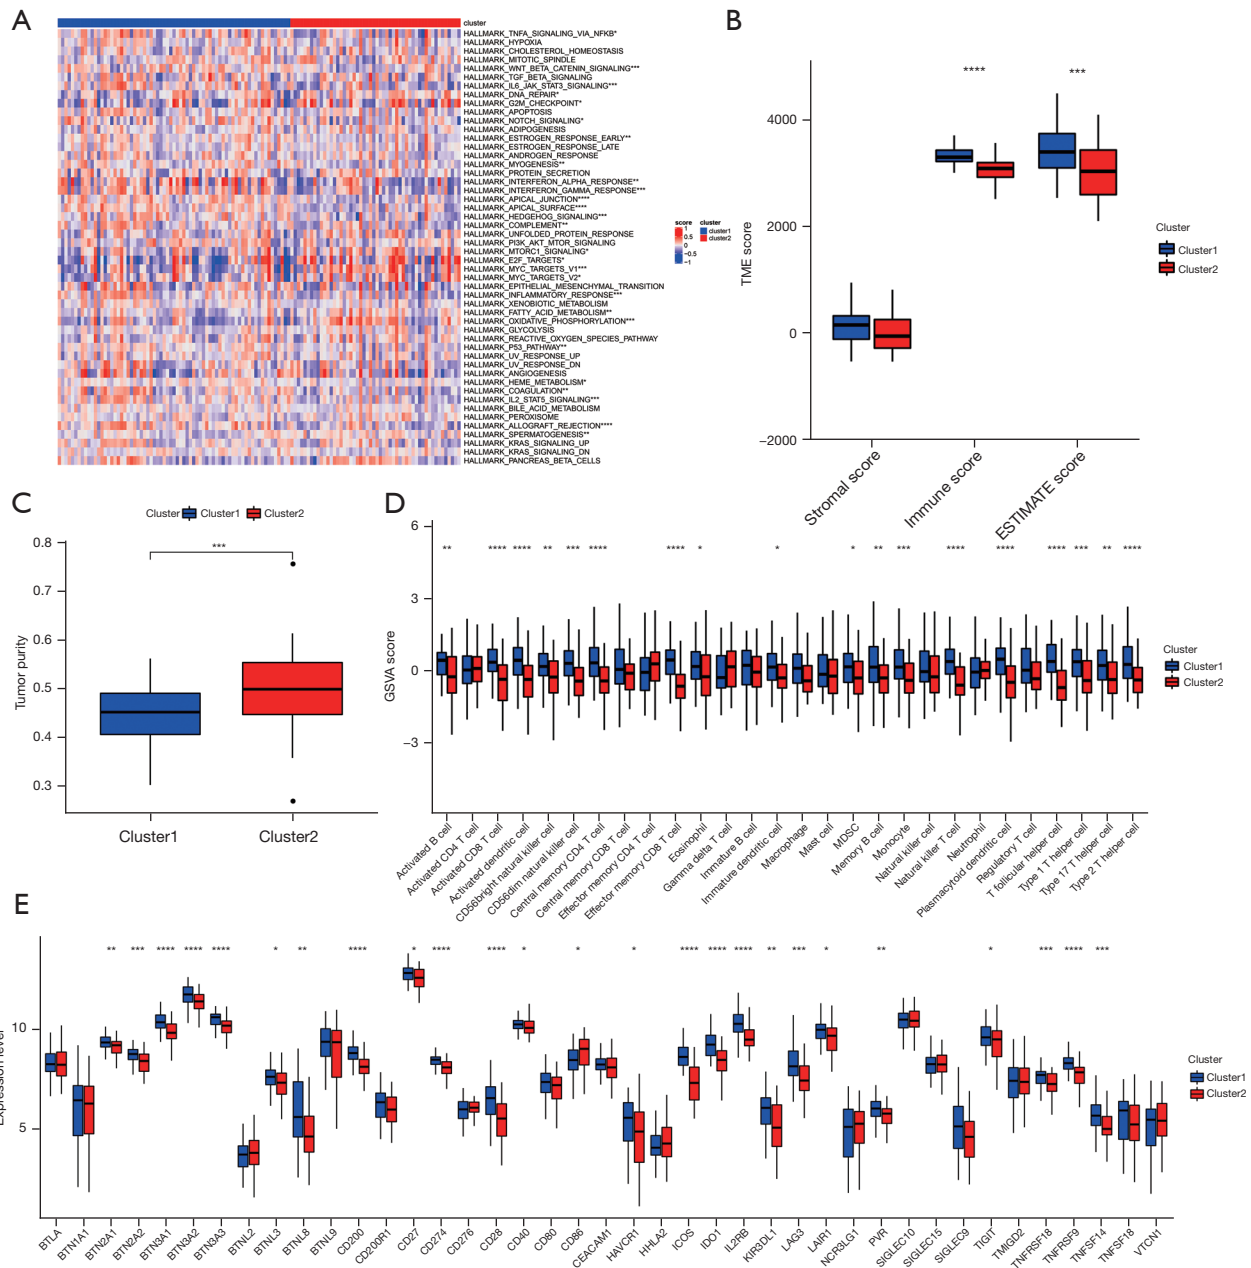 A
cluster
HALLMARK_TNFA_SIGNALING_VIA_NFKB*
HALLMARK_HYPOXIA
HALLMARK_CHOLESTEROL_HOMEOSTASIS
HALLMARK_MITOTIC_SPINDLE
HALLMARK_WNT_BETA_CATENIN_SIGNALING***
HALLMARK_TGF_BETA_SIGNALING
HALLMARK_IL6_JAK_STAT3_SIGNALING***
HALLMARK_DNA_REPAIR*
HALLMARK_G2M_CHECKPOINT*
HALLMARK_APOPTOSIS
HALLMARK_NOTCH_SIGNALING*
HALLMARK_ADIPOGENESIS
HALLMARK_ESTROGEN_RESPONSE_EARLY**
HALLMARK_ESTROGEN_RESPONSE_LATE
HALLMARK_ANDROGEN_RESPONSE
HALLMARK_MYOGENESIS**
HALLMARK_PROTEIN_SECRETION
HALLMARK_INTERFERON_ALPHA_RESPONSE**
HALLMARK_INTERFERON_GAMMA_RESPONSE***
HALLMARK_APICAL_JUNCTION****
HALLMARK_APICAL_SURFACE****
HALLMARK_HEDGEHOG_SIGNALING***
HALLMARK_COMPLEMENT**
HALLMARK_UNFOLDED_PROTEIN_RESPONSE
HALLMARK_PI3K_AKT_MTOR_SIGNALING
HALLMARK_MTORC1_SIGNALING*
HALLMARK_E2F_TARGETS*
HALLMARK_MYC_TARGETS_V1***
HALLMARK_MYC_TARGETS_V2*
HALLMARK_EPITHELIAL_MESENCHYMAL_TRANSITION
HALLMARK_INFLAMMATORY_RESPONSE***
HALLMARK_XENOBIOTIC_METABOLISM
HALLMARK_FATTY_ACID_METABOLISM**
HALLMARK_OXIDATIVE_PHOSPHORYLATION***
HALLMARK_GLYCOLYSIS
HALLMARK_REACTIVE_OXYGEN_SPECIES_PATHWAY
HALLMARK_P53_PATHWAY**
HALLMARK_UV_RESPONSE_UP
HALLMARK_UV_RESPONSE_DN
HALLMARK_ANGIOGENESIS
HALLMARK_HEME_METABOLISM*
HALLMARK_COAGULATION**
HALLMARK_IL2_STAT5_SIGNALING***
HALLMARK_BILE_ACID_METABOLISM
HALLMARK_PEROXISOME
HALLMARK_ALLOGRAFT_REJECTION****
HALLMARK_SPERMATOGENESIS**
HALLMARK_KRAS_SIGNALING_UP
HALLMARK_KRAS_SIGNALING_DN
HALLMARK_PANCREAS_BETA_CELLS
score cluster
1 cluster1
0.5 cluster2
0
−0.5
−1
B
**** ***
4000
2000
0
−2000
TME score
Stromal score
Immune score
ESTIMATE score
Cluster
Cluster1
Cluster2
C
Cluster Cluster1 Cluster2
***
0.8
0.7
0.6
0.5
0.4
0.3
Tumor purity
Cluster1 Cluster2
D
6
3
0
−3
GSVA score
** **** **** ** *** **** **** * * * ** *** **** **** **** *** ** ****
Activated B cell
Activated CD4 T cell
Activated CD8 T cell
Activated dendritic cell
CD56bright natural killer cell
CD56dim natural killer cell
Central memory CD4 T cell
Central memory CD8 T cell
Effector memory CD4 T cell
Effector memory CD8 T cell
Eosinophil
Gamma delta T cell
Immature B cell
Immature dendritic cell
Macrophage
Mast cell
MDSC
Memory B cell
Monocyte
Natural killer cell
Natural killer T cell
Neutrophil
Plasmacytoid dendritic cell
Regulatory T cell
T follicular helper cell
Type 1 T helper cell
Type 17 T helper cell
Type 2 T helper cell
Cluster
Cluster1
Cluster2
E
10
5
Expression level
** *** **** **** **** * ** **** * **** **** * * * **** **** **** ** *** * ** * *** **** ***
BTLA
BTN1A1
BTN2A1
BTN2A2
BTN3A1
BTN3A2
BTN3A3
BTNL2
BTNL3
BTNL8
BTNL9
CD200
CD200R1
CD27
CD274
CD276
CD28
CD40
CD80
CD86
CEACAM1
HAVCR1
HHLA2
ICOS
IDO1
IL2RB
KIR3DL1
LAG3
LAIR1
NCR3LG1
PVR
SIGLEC10
SIGLEC15
SIGLEC9
TIGIT
TMIGD2
TNFRSF18
TNFRSF9
TNFSF14
TNFSF18
VTCN1
Cluster
Cluster1
Cluster2